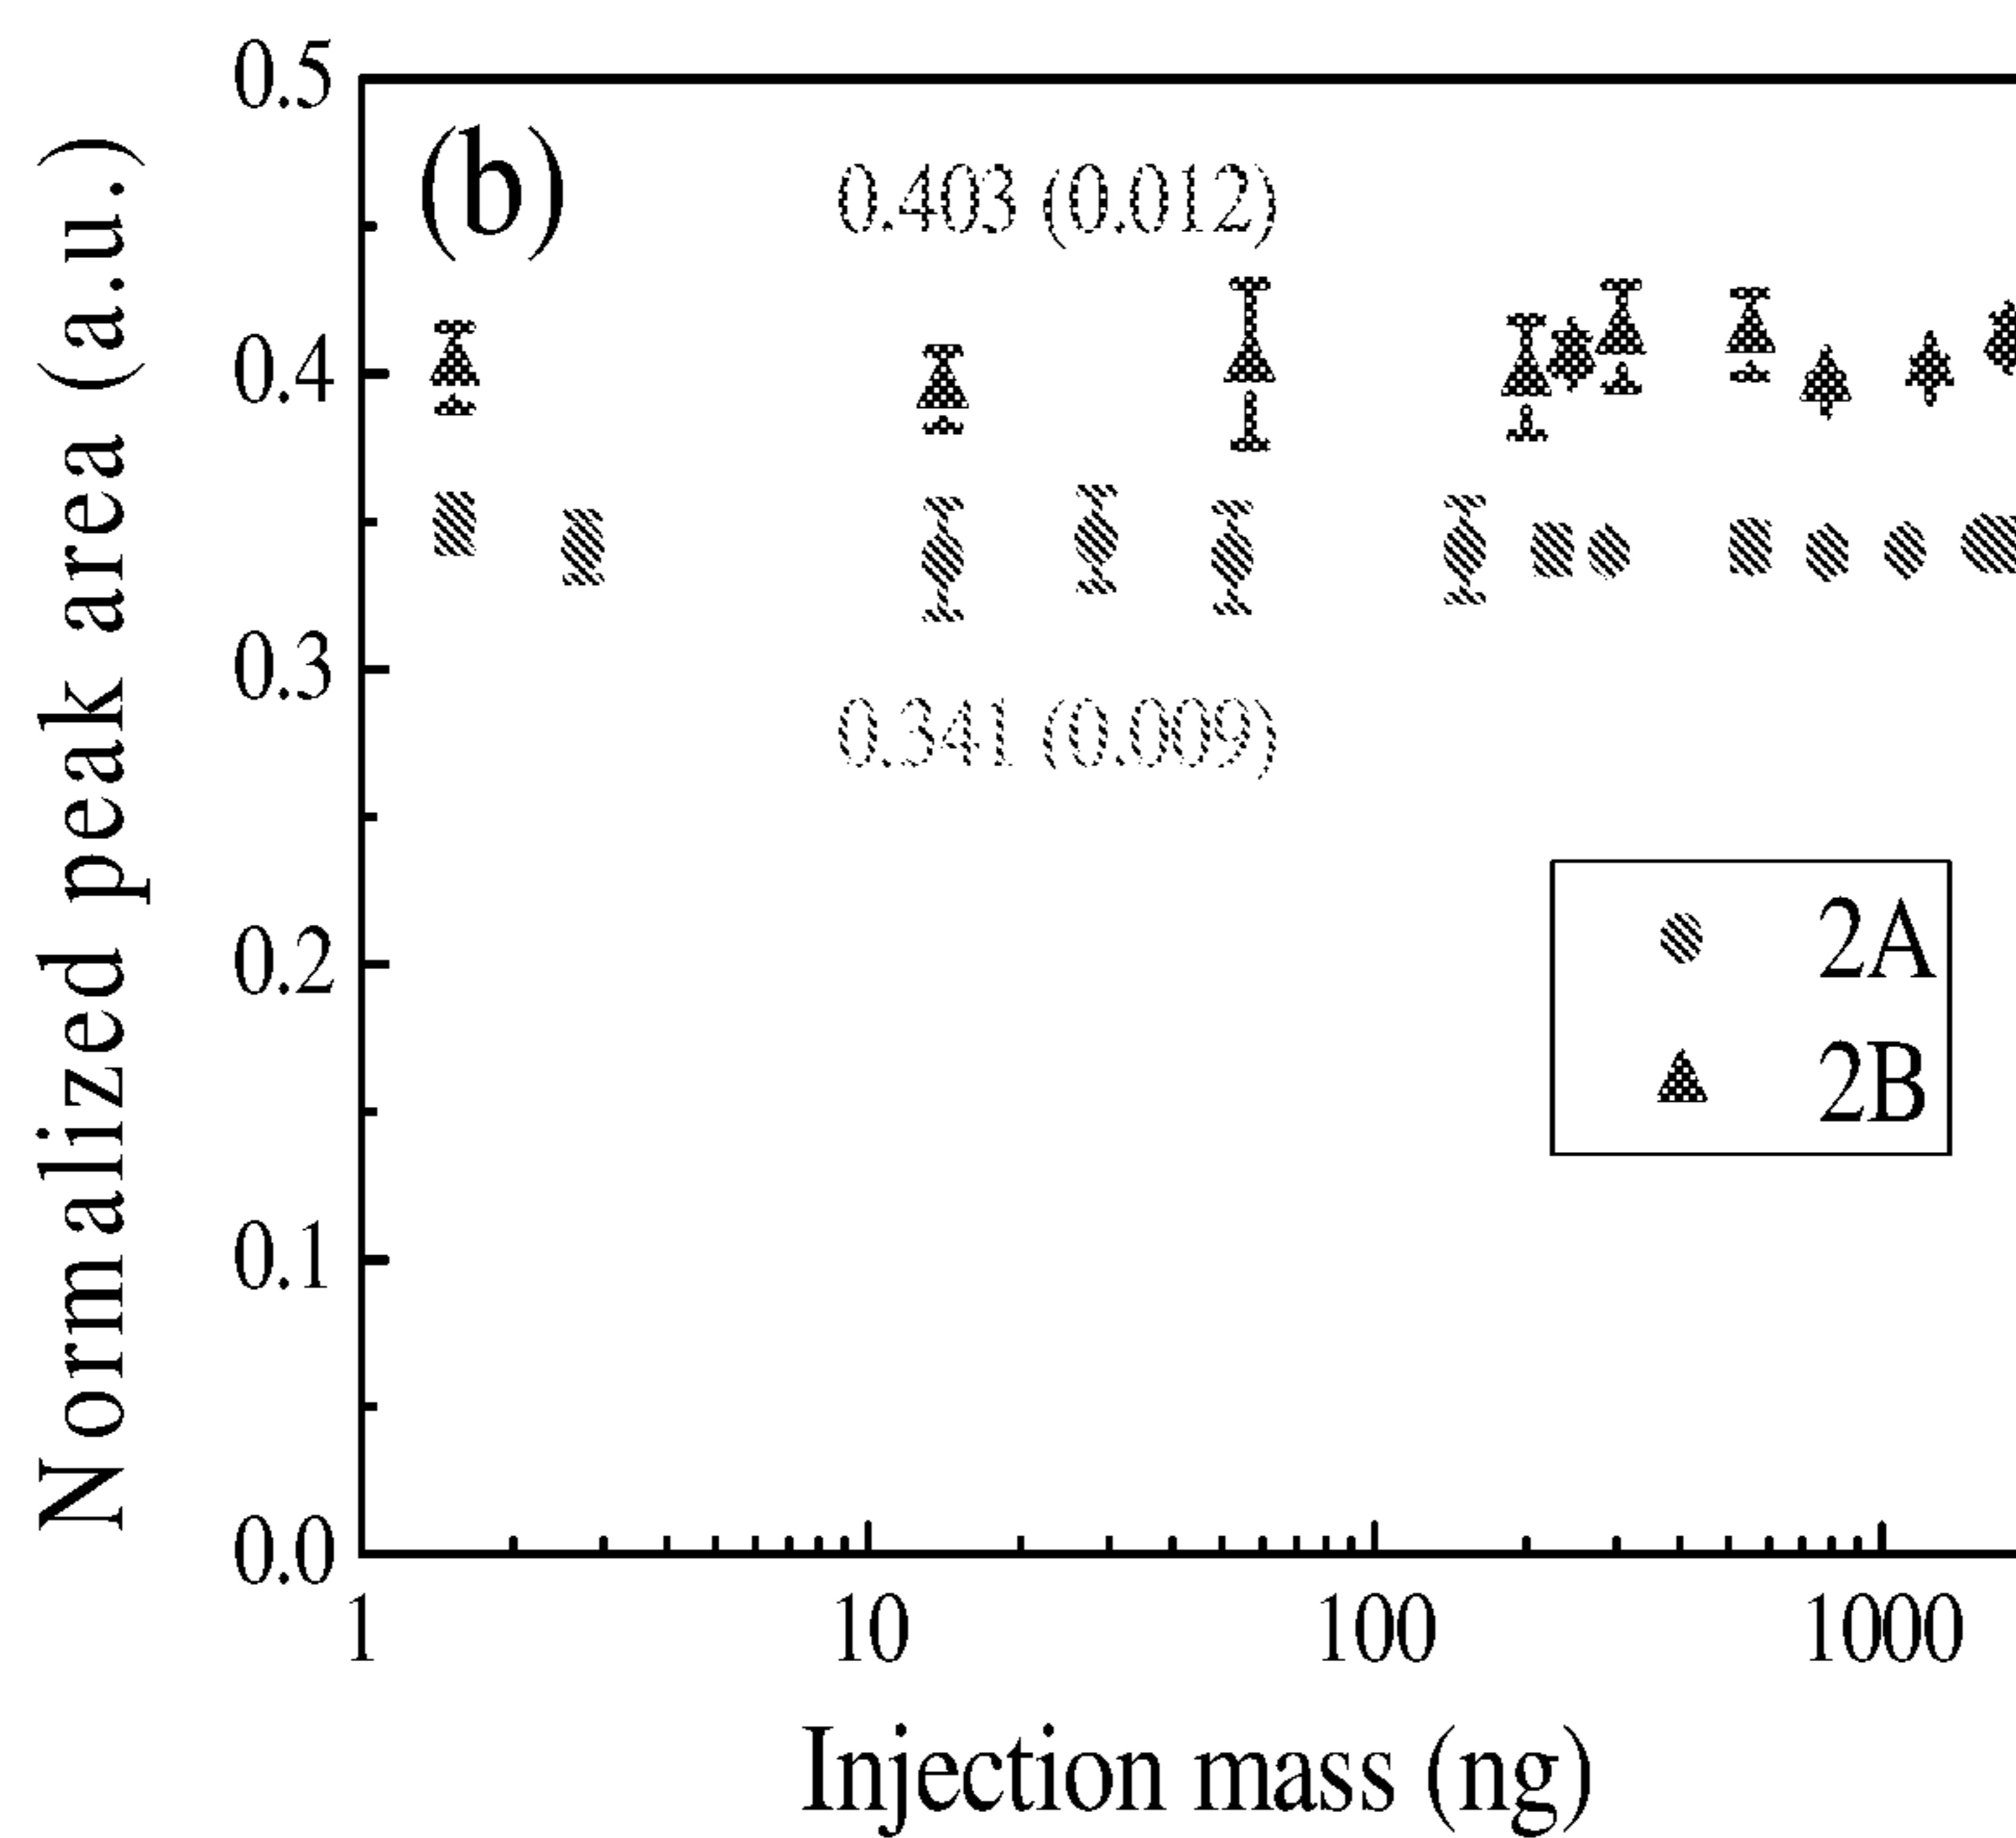 Normalized peak area (a.u.)
0.5
0.4
0.3
0.2
0.1
0.0
(b)
0.403 (0.012)
0.341 (0.009)
2A
2B
1 10 100 1000
Injection mass (ng)